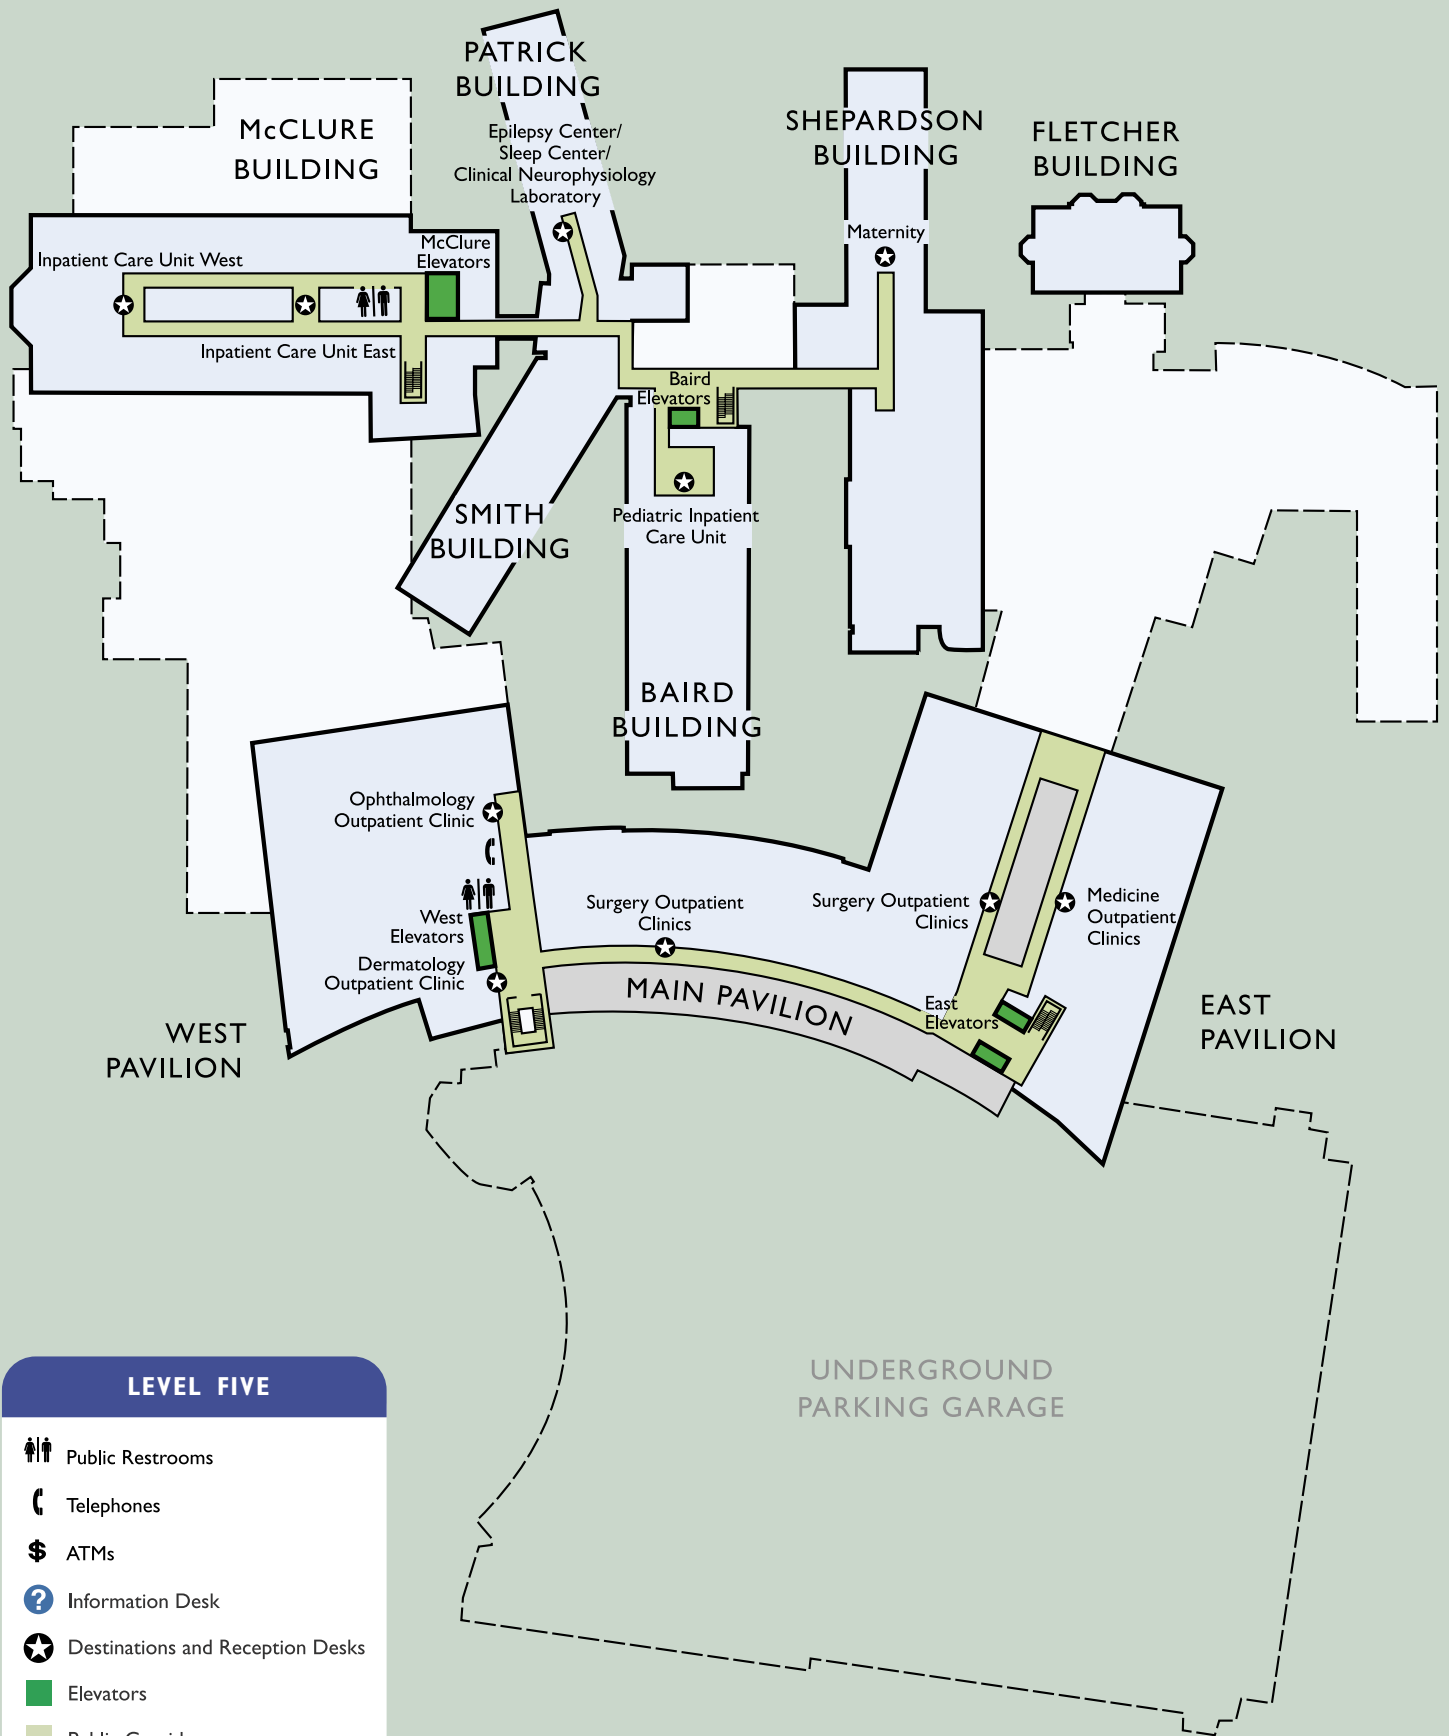 PATRICK
BUILDING
Epilepsy Center/
Sleep Center/
Clinical Neurophysiology
Laboratory
McCLURE
BUILDING
SHEPARDSON
BUILDING
FLETCHER
BUILDING
Maternity
McClure
Elevators
Inpatient Care Unit West
Inpatient Care Unit East
Baird
Elevators
SMITH
BUILDING
Pediatric Inpatient
Care Unit
BAIRD
BUILDING
Ophthalmology
Outpatient Clinic
West
Elevators
Dermatology
Outpatient Clinic
Surgery Outpatient
Clinics
Surgery Outpatient
Clinics
Medicine
Outpatient
Clinics
MAIN PAVILION
East
Elevators
WEST
PAVILION
EAST
PAVILION
UNDERGROUND
PARKING GARAGE
LEVEL FIVE
Public Restrooms
Telephones
$ ATMs
? Information Desk
Destinations and Reception Desks
Elevators
Public